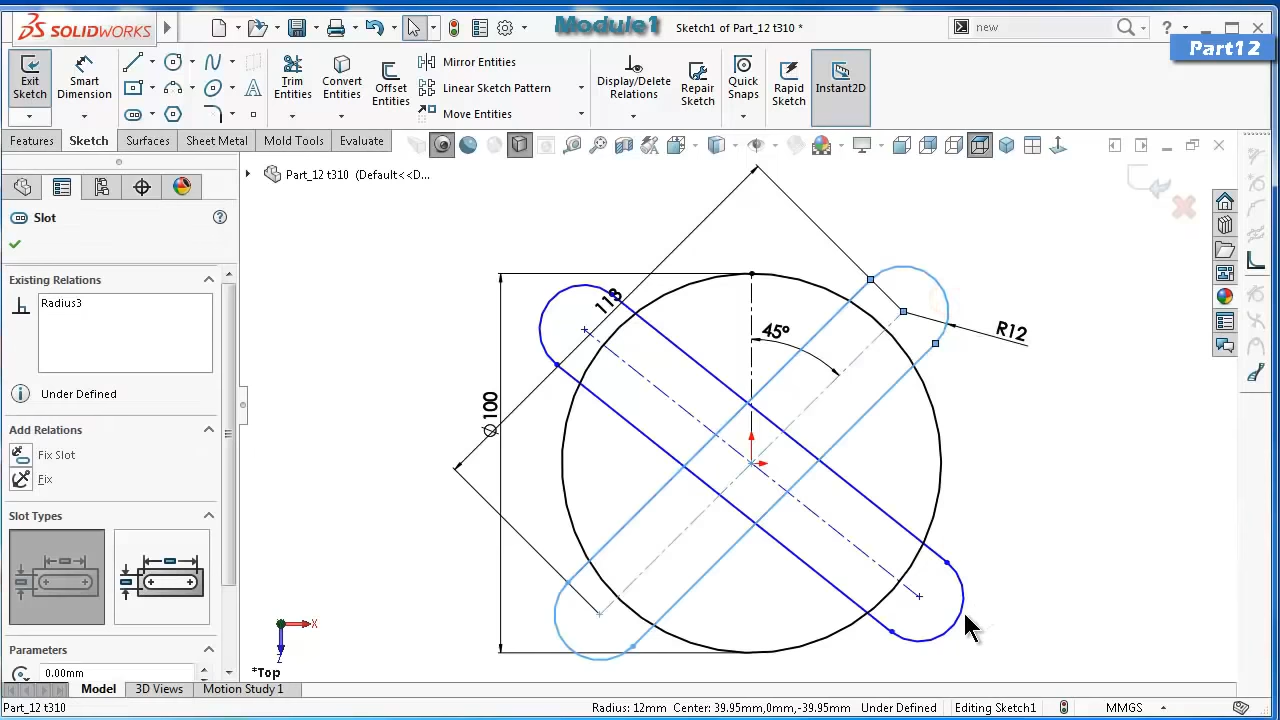 SOLIDWORKS
Module1
Sketch1 of Part_12 t310 *
new
Part12
Exit Sketch
Smart Dimension
Trim Entities
Convert Entities
Offset Entities
Mirror Entities
Linear Sketch Pattern
Move Entities
Display/Delete Relations
Repair Sketch
Quick Snaps
Rapid Sketch
Instant2D
Features
Sketch
Surfaces
Sheet Metal
Mold Tools
Evaluate
Part_12 t310 (Default<<D...
Slot
Existing Relations
Radius3
Under Defined
Add Relations
Fix Slot
Fix
Slot Types
Parameters
0.00mm
113
45°
R12
∅100
X
Z
*Top
Model
3D Views
Motion Study 1
Part_12 t310
Radius: 12mm Center: 39.95mm,0mm,-39.95mm
Under Defined
Editing Sketch1
MMGS